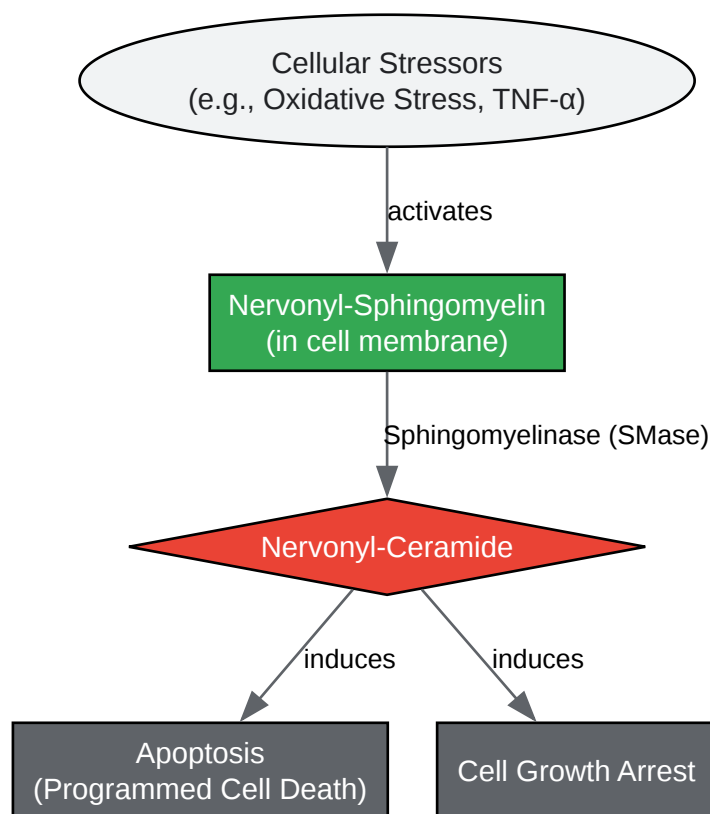 Cellular Stressors
(e.g., Oxidative Stress, TNF-α)
activates
Nervonyl-Sphingomyelin
(in cell membrane)
Sphingomyelinase (SMase)
Nervonyl-Ceramide
induces
induces
Apoptosis
(Programmed Cell Death)
Cell Growth Arrest